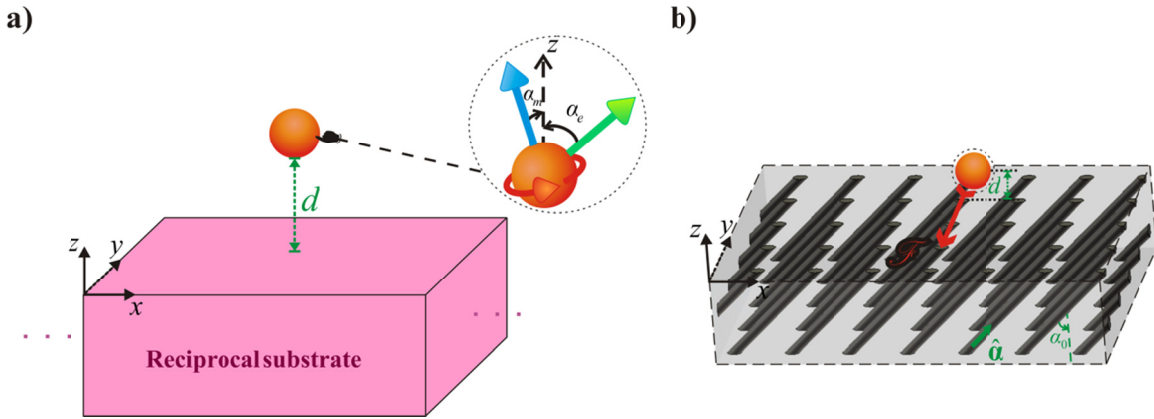 a)
z
α_m
α_e
d
z
y
x
. . .
. . .
Reciprocal substrate
b)
d
z
y
x
α̂
α_0